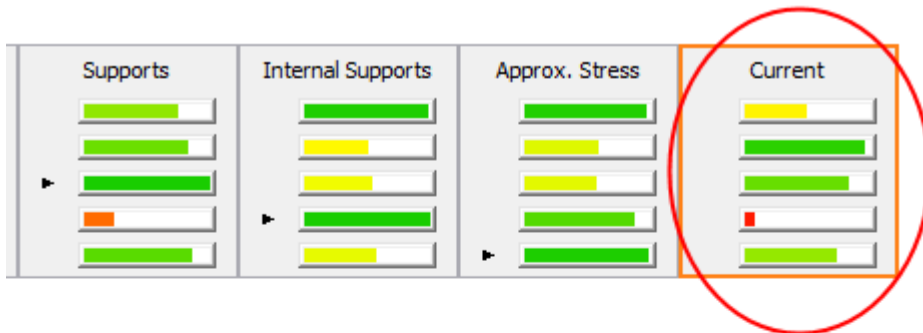 Supports
Internal Supports
Approx. Stress
Current